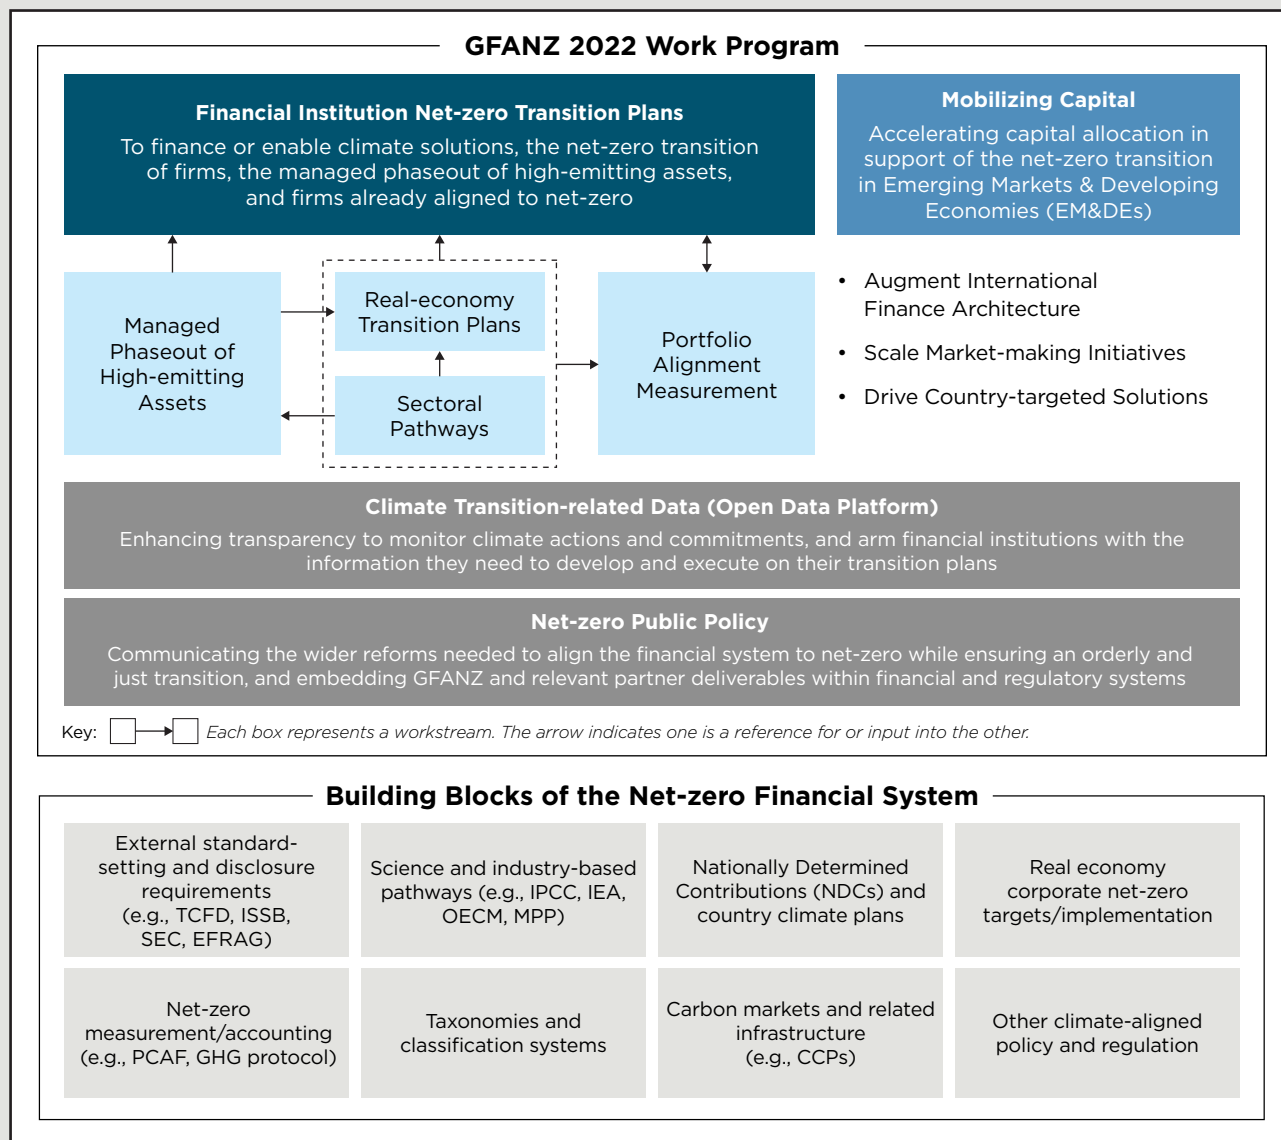 GFANZ 2022 Work Program
Financial Institution Net-zero Transition Plans
To finance or enable climate solutions, the net-zero transition
of firms, the managed phaseout of high-emitting assets,
and firms already aligned to net-zero
Mobilizing Capital
Accelerating capital allocation in
support of the net-zero transition
in Emerging Markets & Developing
Economies (EM&DEs)
Managed
Phaseout of
High-emitting
Assets
Real-economy
Transition Plans
Sectoral
Pathways
Portfolio
Alignment
Measurement
• Augment International
Finance Architecture
• Scale Market-making Initiatives
• Drive Country-targeted Solutions
Climate Transition-related Data (Open Data Platform)
Enhancing transparency to monitor climate actions and commitments, and arm financial institutions with the
information they need to develop and execute on their transition plans
Net-zero Public Policy
Communicating the wider reforms needed to align the financial system to net-zero while ensuring an orderly and
just transition, and embedding GFANZ and relevant partner deliverables within financial and regulatory systems
Key: Each box represents a workstream. The arrow indicates one is a reference for or input into the other.
Building Blocks of the Net-zero Financial System
External standard-
setting and disclosure
requirements
(e.g., TCFD, ISSB,
SEC, EFRAG)
Science and industry-based
pathways (e.g., IPCC, IEA,
OECM, MPP)
Nationally Determined
Contributions (NDCs) and
country climate plans
Real economy
corporate net-zero
targets/implementation
Net-zero
measurement/accounting
(e.g., PCAF, GHG protocol)
Taxonomies and
classification systems
Carbon markets and related
infrastructure
(e.g., CCPs)
Other climate-aligned
policy and regulation